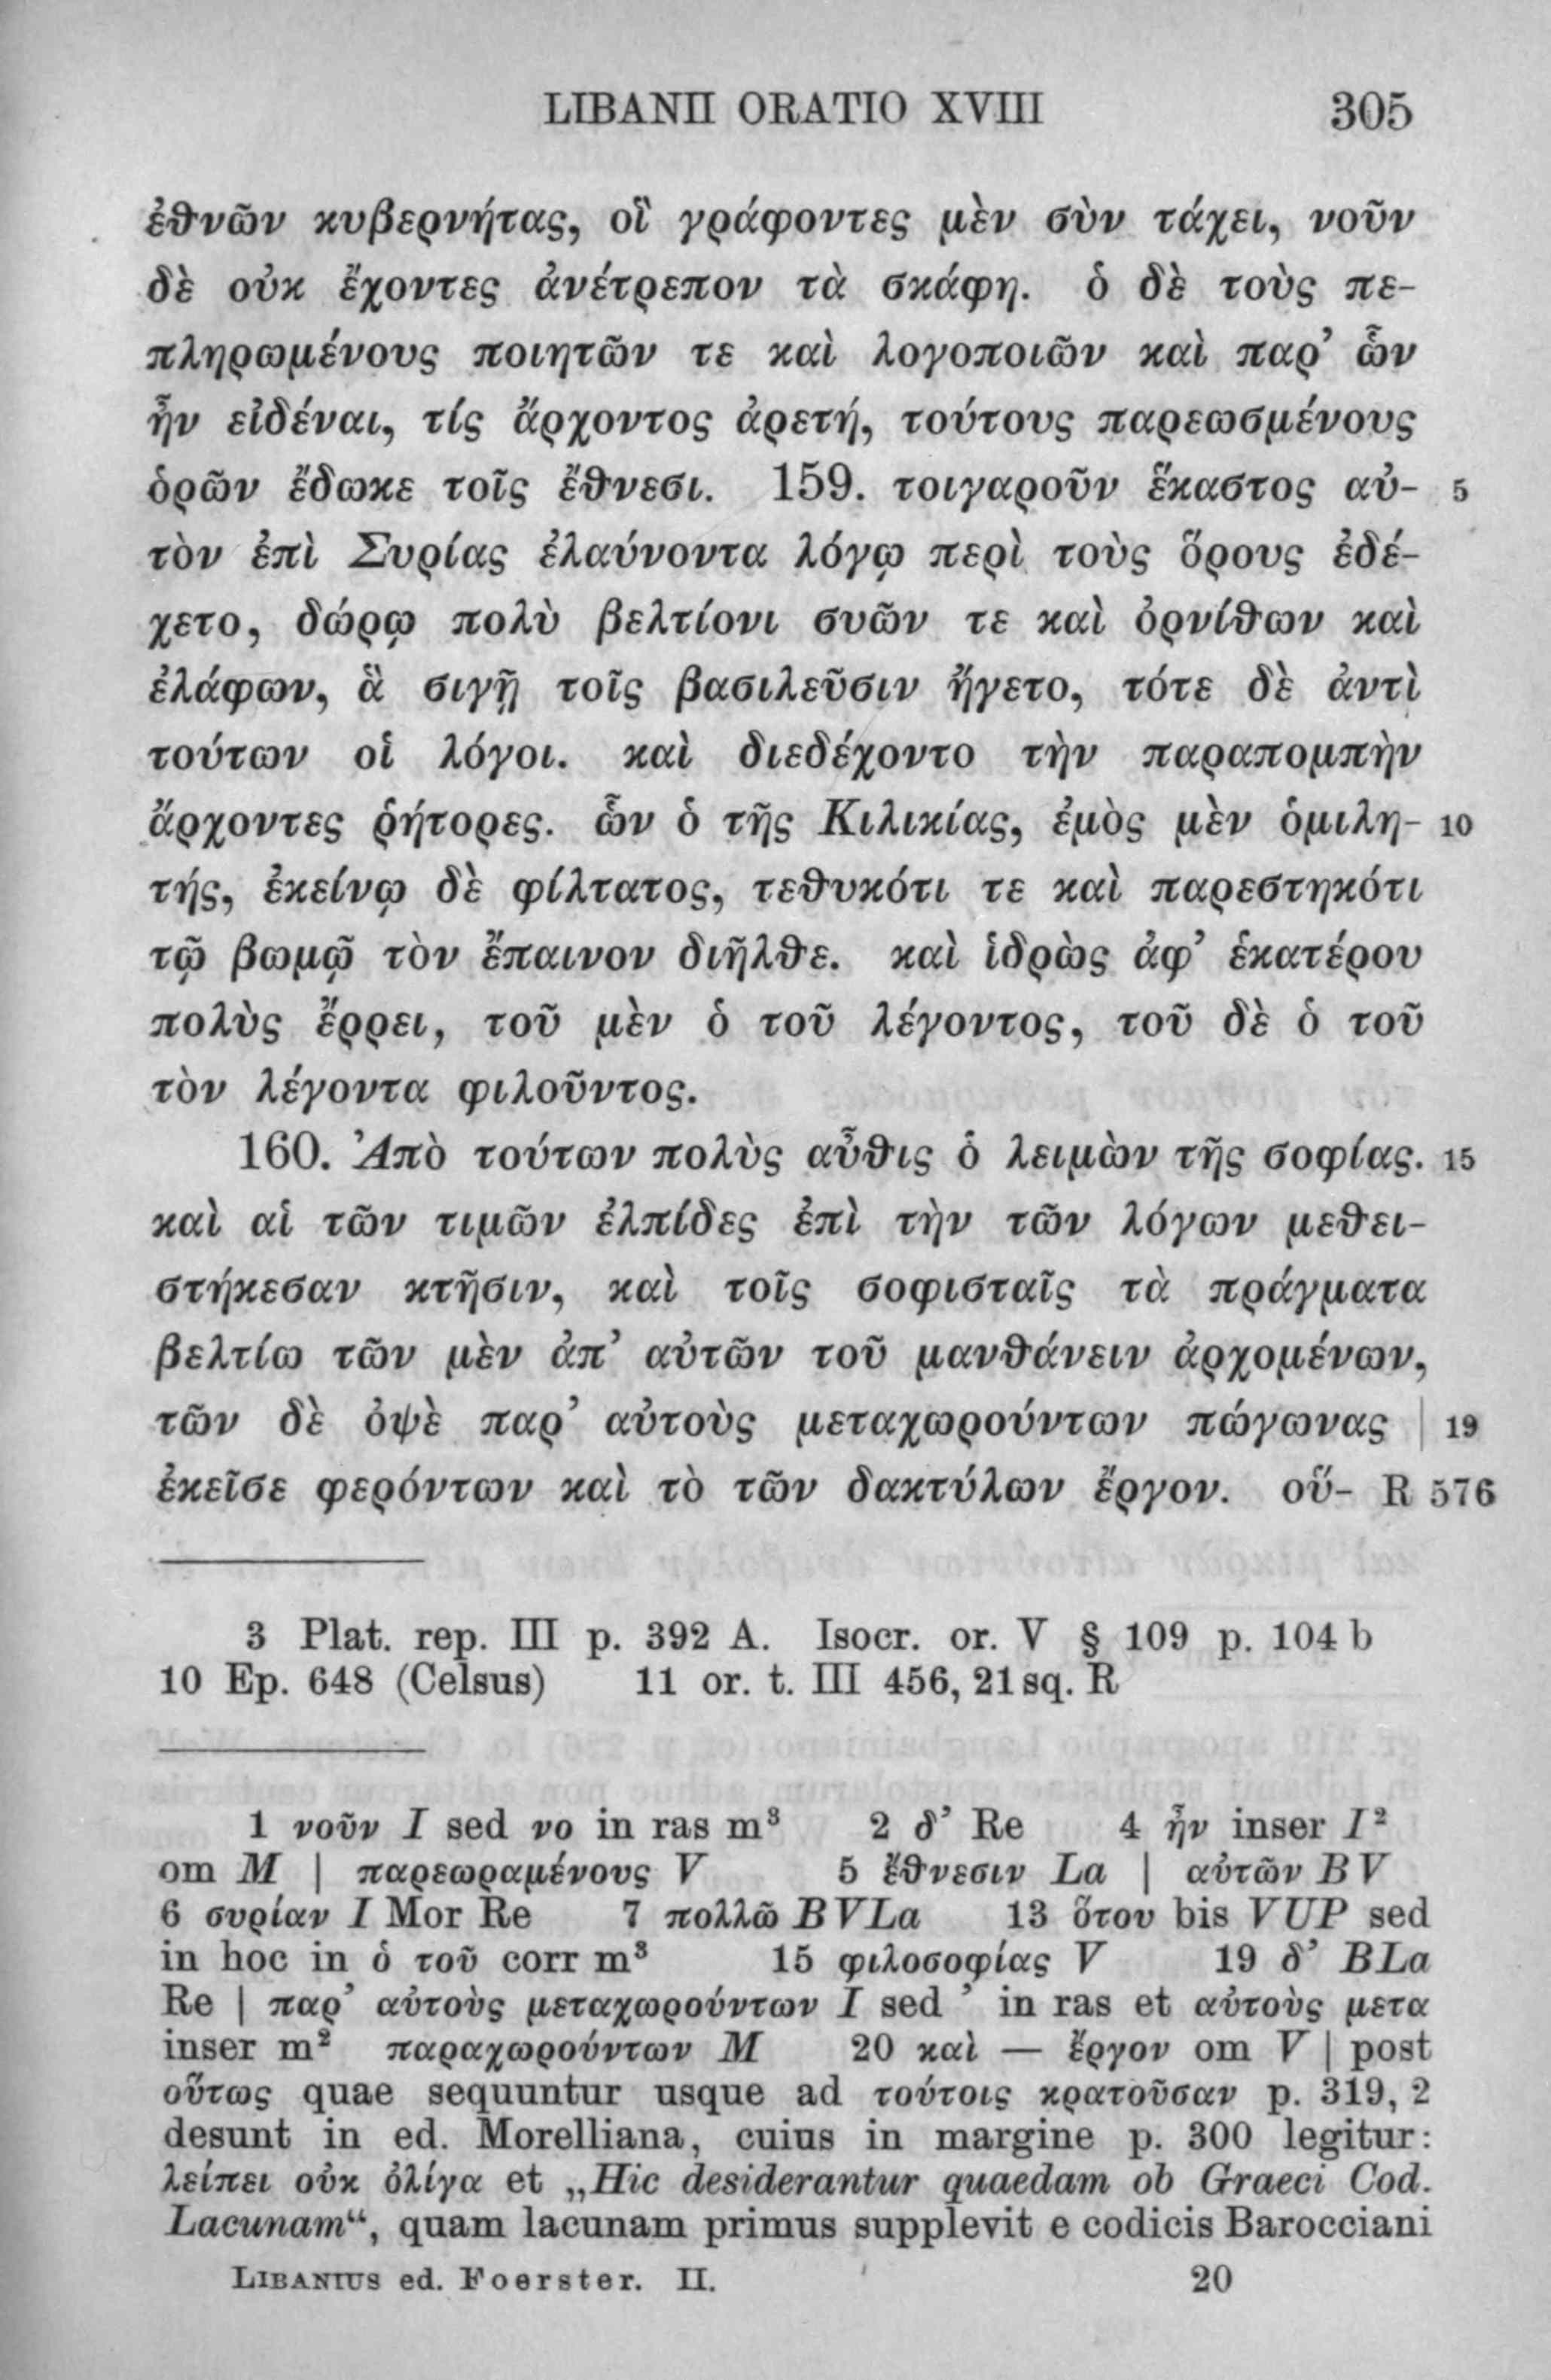 LIBANII ORATIO XVIII 305
ἐθνῶν κυβερνήτας, οἳ γράφοντες μὲν σὺν τάχει, νοῦν
δὲ οὐκ ἔχοντες ἀνέτρεπον τὰ σκάφη. ὁ δὲ τοὺς πε-
πληρωμένους ποιητῶν τε καὶ λογοποιῶν καὶ παρ’ ὧν
ἦν εἰδέναι, τίς ἄρχοντος ἀρετή, τούτους παρεωσμένους
ὁρῶν ἔδωκε τοῖς ἔθνεσι. 159. τοιγαροῦν ἕκαστος αὐ- 5
τὸν ἐπὶ Συρίας ἐλαύνοντα λόγῳ περὶ τοὺς ὅρους ἐδέ-
χετο, δώρῳ πολὺ βελτίονι συῶν τε καὶ ὀρνίθων καὶ
ἐλάφων, ἃ σιγῇ τοῖς βασιλεῦσιν ἤγετο, τότε δὲ ἀντὶ
τούτων οἱ λόγοι. καὶ διεδέχοντο τὴν παραπομπὴν
ἄρχοντες ῥήτορες. ὧν ὁ τῆς Κιλικίας, ἐμὸς μὲν ὁμιλη- 10
τής, ἐκείνῳ δὲ φίλτατος, τεθυκότι τε καὶ παρεστηκότι
τῷ βωμῷ τὸν ἔπαινον διῆλθε. καὶ ἱδρὼς ἀφ’ ἑκατέρου
πολὺς ἔρρει, τοῦ μὲν ὁ τοῦ λέγοντος, τοῦ δὲ ὁ τοῦ
τὸν λέγοντα φιλοῦντος.
160. Ἀπὸ τούτων πολὺς αὖθις ὁ λειμὼν τῆς σοφίας. 15
καὶ αἱ τῶν τιμῶν ἐλπίδες ἐπὶ τὴν τῶν λόγων μεθει-
στήκεσαν κτῆσιν, καὶ τοῖς σοφισταῖς τὰ πράγματα
βελτίω τῶν μὲν ἀπ’ αὐτῶν τοῦ μανθάνειν ἀρχομένων,
τῶν δὲ ὀψὲ παρ’ αὐτοὺς μεταχωρούντων πώγωνας | 19
ἐκεῖσε φερόντων καὶ τὸ τῶν δακτύλων ἔργον. οὕ- R 576
3 Plat. rep. III p. 392 A. Isocr. or. V § 109 p. 104 b
10 Ep. 648 (Celsus) 11 or. t. III 456, 21 sq. R
1 νοῦν I sed νο in ras m³ 2 δ’ Re 4 ἦν inser I²
om M | παρεωραμένους V 5 ἔθνεσιν La | αὐτῶν BV
6 συρίαν I Mor Re 7 πολλῶ BVLa 13 ὅτου bis VUP sed
in hoc in ὁ τοῦ corr m³ 15 φιλοσοφίας V 19 δ’ BLa
Re | παρ’ αὐτοὺς μεταχωρούντων I sed ’ in ras et αὐτοὺς μετα
inser m² παραχωρούντων M 20 καὶ — ἔργον om V | post
οὕτως quae sequuntur usque ad τούτοις κρατοῦσαν p. 319, 2
desunt in ed. Morelliana, cuius in margine p. 300 legitur:
λείπει οὐκ ὀλίγα et „Hic desiderantur quaedam ob Graeci Cod.
Lacunam“, quam lacunam primus supplevit e codicis Barocciani
LIBANIUS ed. Foerster. II. 20